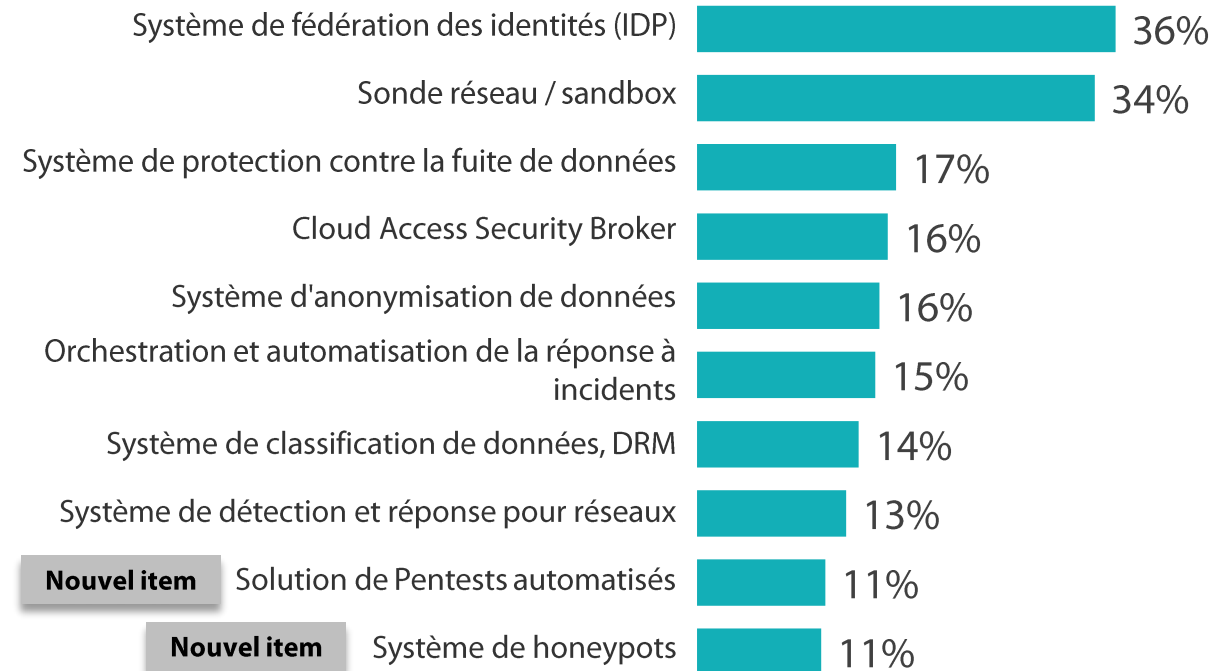 Système de fédération des identités (IDP) 36%
Sonde réseau / sandbox 34%
Système de protection contre la fuite de données 17%
Cloud Access Security Broker 16%
Système d'anonymisation de données 16%
Orchestration et automatisation de la réponse à
incidents 15%
Système de classification de données, DRM 14%
Système de détection et réponse pour réseaux 13%
Nouvel item Solution de Pentests automatisés 11%
Nouvel item Système de honeypots 11%